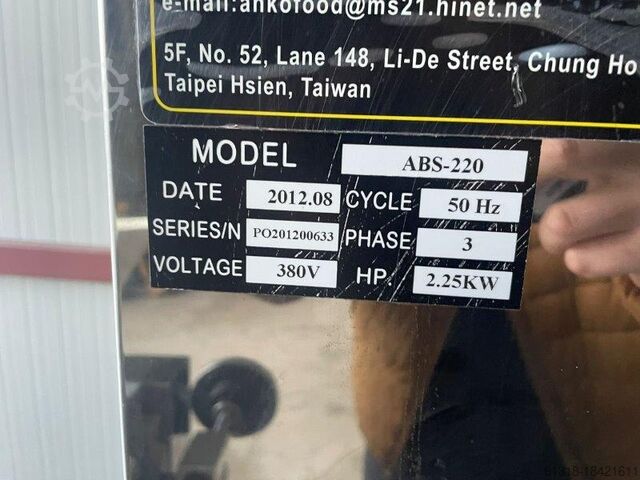 e-mail:ankofood@ms21.hinet.net
5F, No. 52, Lane 148, Li-De Street, Chung Ho
Taipei Hsien, Taiwan
MODEL ABS-220
DATE 2012.08 CYCLE 50 Hz
SERIES/N PO201200633 PHASE 3
VOLTAGE 380V HP. 2.25KW